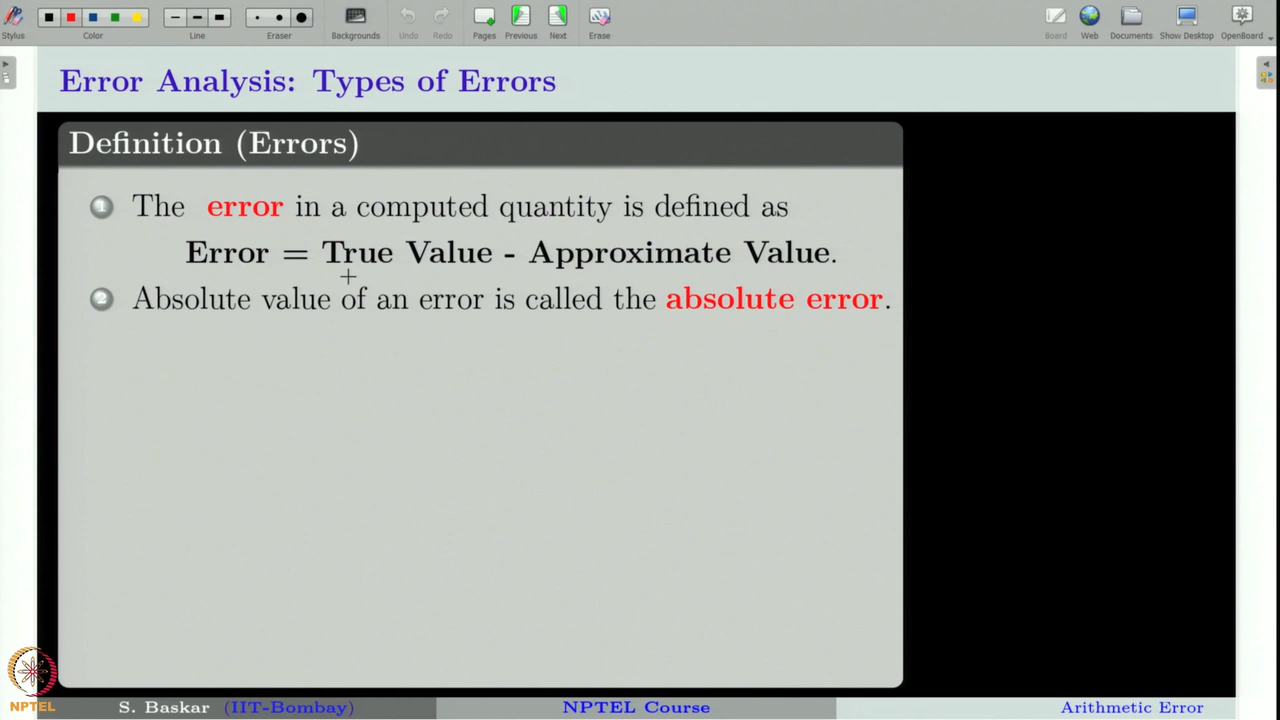 Stylus Color Line Eraser Backgrounds Undo Redo Pages Previous Next Erase Board Web Documents Show Desktop OpenBoard
Error Analysis: Types of Errors
Definition (Errors)
1 The error in a computed quantity is defined as
Error = True Value - Approximate Value.
2 Absolute value of an error is called the absolute error.
NPTEL
S. Baskar (IIT-Bombay) NPTEL Course Arithmetic Error